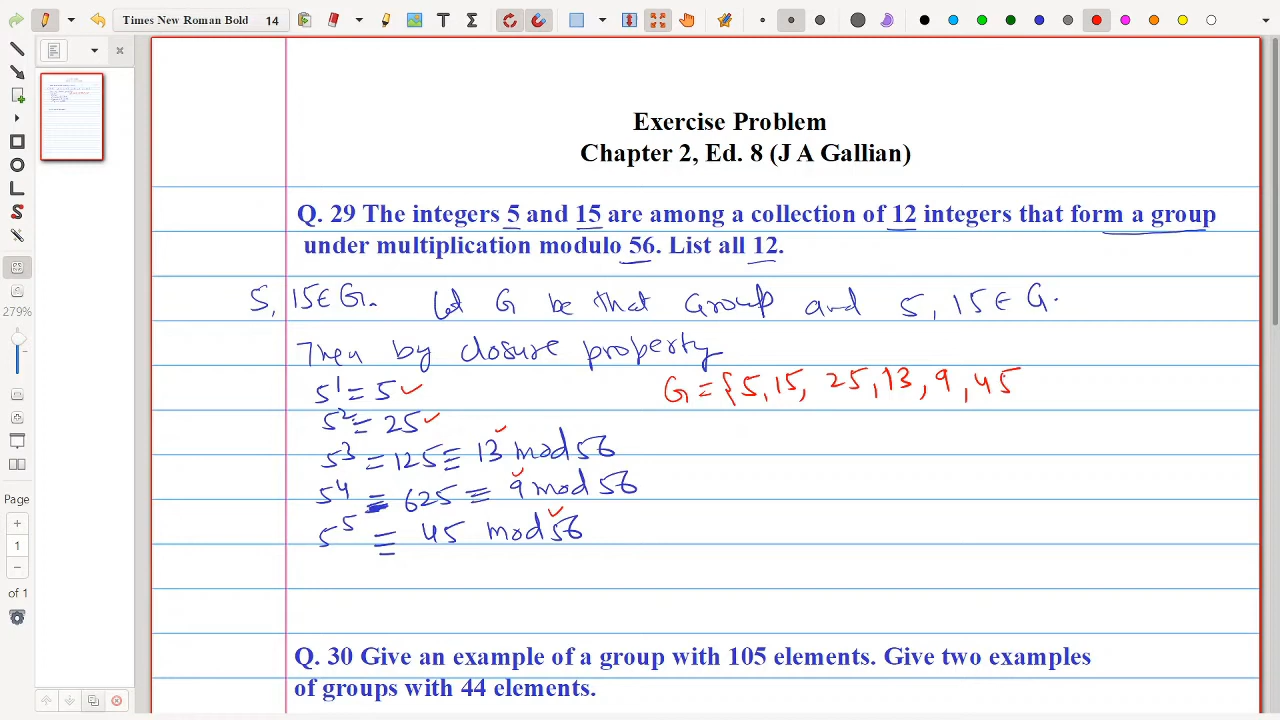 Times New Roman Bold 14
279%
Page
1
of 1
Exercise Problem
Chapter 2, Ed. 8 (J A Gallian)
Q. 29 The integers 5 and 15 are among a collection of 12 integers that form a group
under multiplication modulo 56. List all 12.
5, 15 ∈ G. Let G be that Group and 5, 15 ∈ G.
Then by closure property
5¹ = 5 ✓ G = {5, 15, 25, 13, 9, 45
5² = 25 ✓
5³ = 125 ≡ 13 mod 56
5⁴ ≡ 625 ≡ 9 mod 56
5⁵ ≡ 45 mod 56
Q. 30 Give an example of a group with 105 elements. Give two examples
of groups with 44 elements.